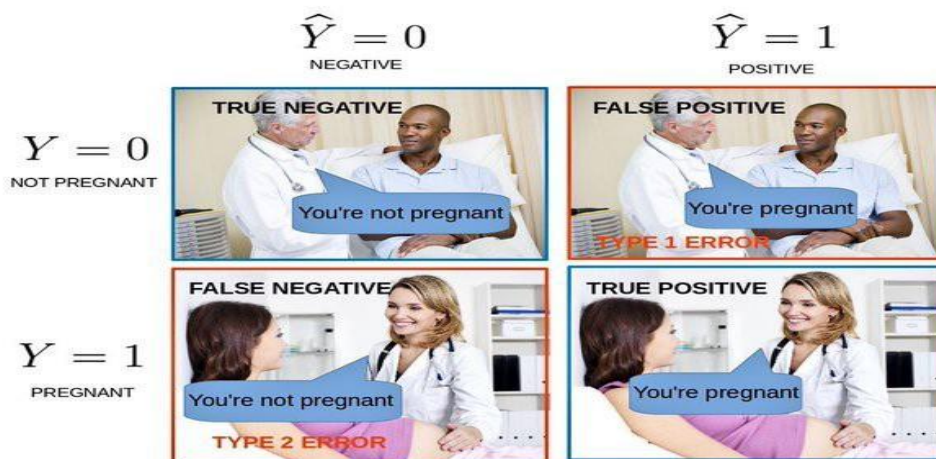 Ŷ = 0
NEGATIVE
Ŷ = 1
POSITIVE
Y = 0
NOT PREGNANT
TRUE NEGATIVE
You're not pregnant
FALSE POSITIVE
You're pregnant
TYPE 1 ERROR
Y = 1
PREGNANT
FALSE NEGATIVE
You're not pregnant
TYPE 2 ERROR
TRUE POSITIVE
You're pregnant